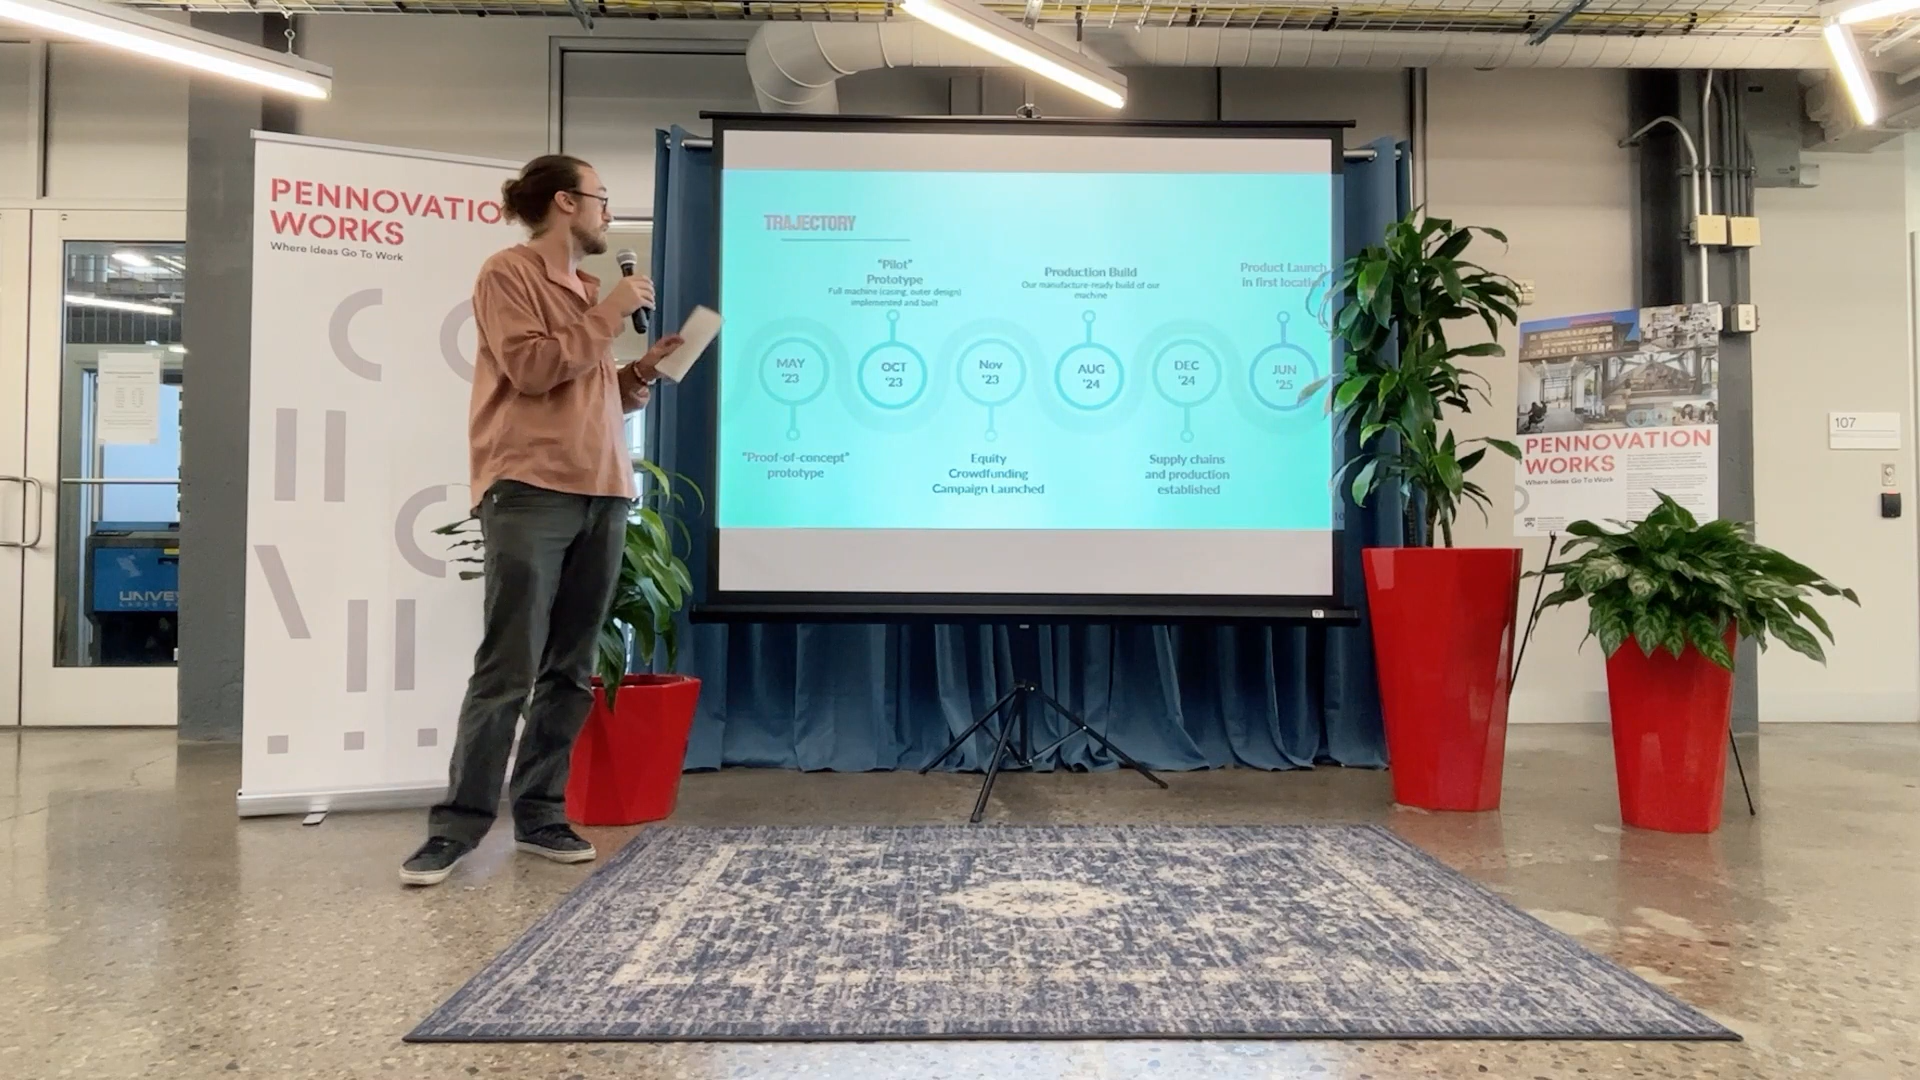 PENNOVATIO
WORKS
Where Ideas Go To Work
TRAJECTORY
"Pilot"
Prototype
Full machine (casing, outer design)
implemented and built
Production Build
Our manufacture-ready build of our
machine
Product Launch
in first location
MAY
'23
OCT
'23
Nov
'23
AUG
'24
DEC
'24
JUN
'25
"Proof-of-concept"
prototype
Equity
Crowdfunding
Campaign Launched
Supply chains
and production
established
10
PENNOVATION
WORKS
Where Ideas Go To Work
107
UNIVE